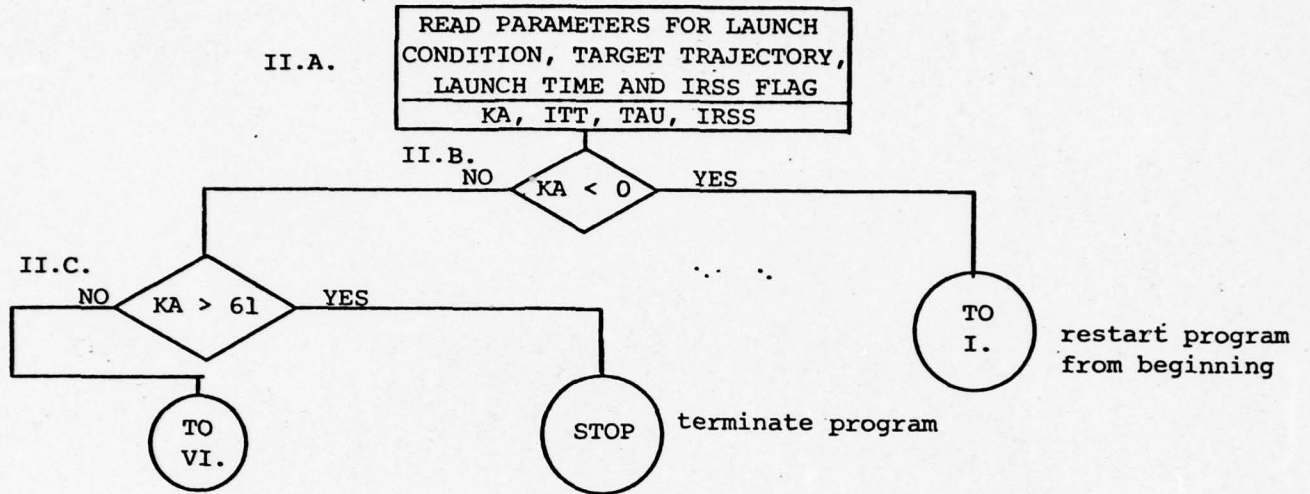 READ PARAMETERS FOR LAUNCH
CONDITION, TARGET TRAJECTORY,
LAUNCH TIME AND IRSS FLAG
KA, ITT, TAU, IRSS
II.A.
II.B.
NO
KA < 0
YES
II.C.
NO
KA > 61
YES
TO
I.
restart program
from beginning
TO
VI.
STOP
terminate program